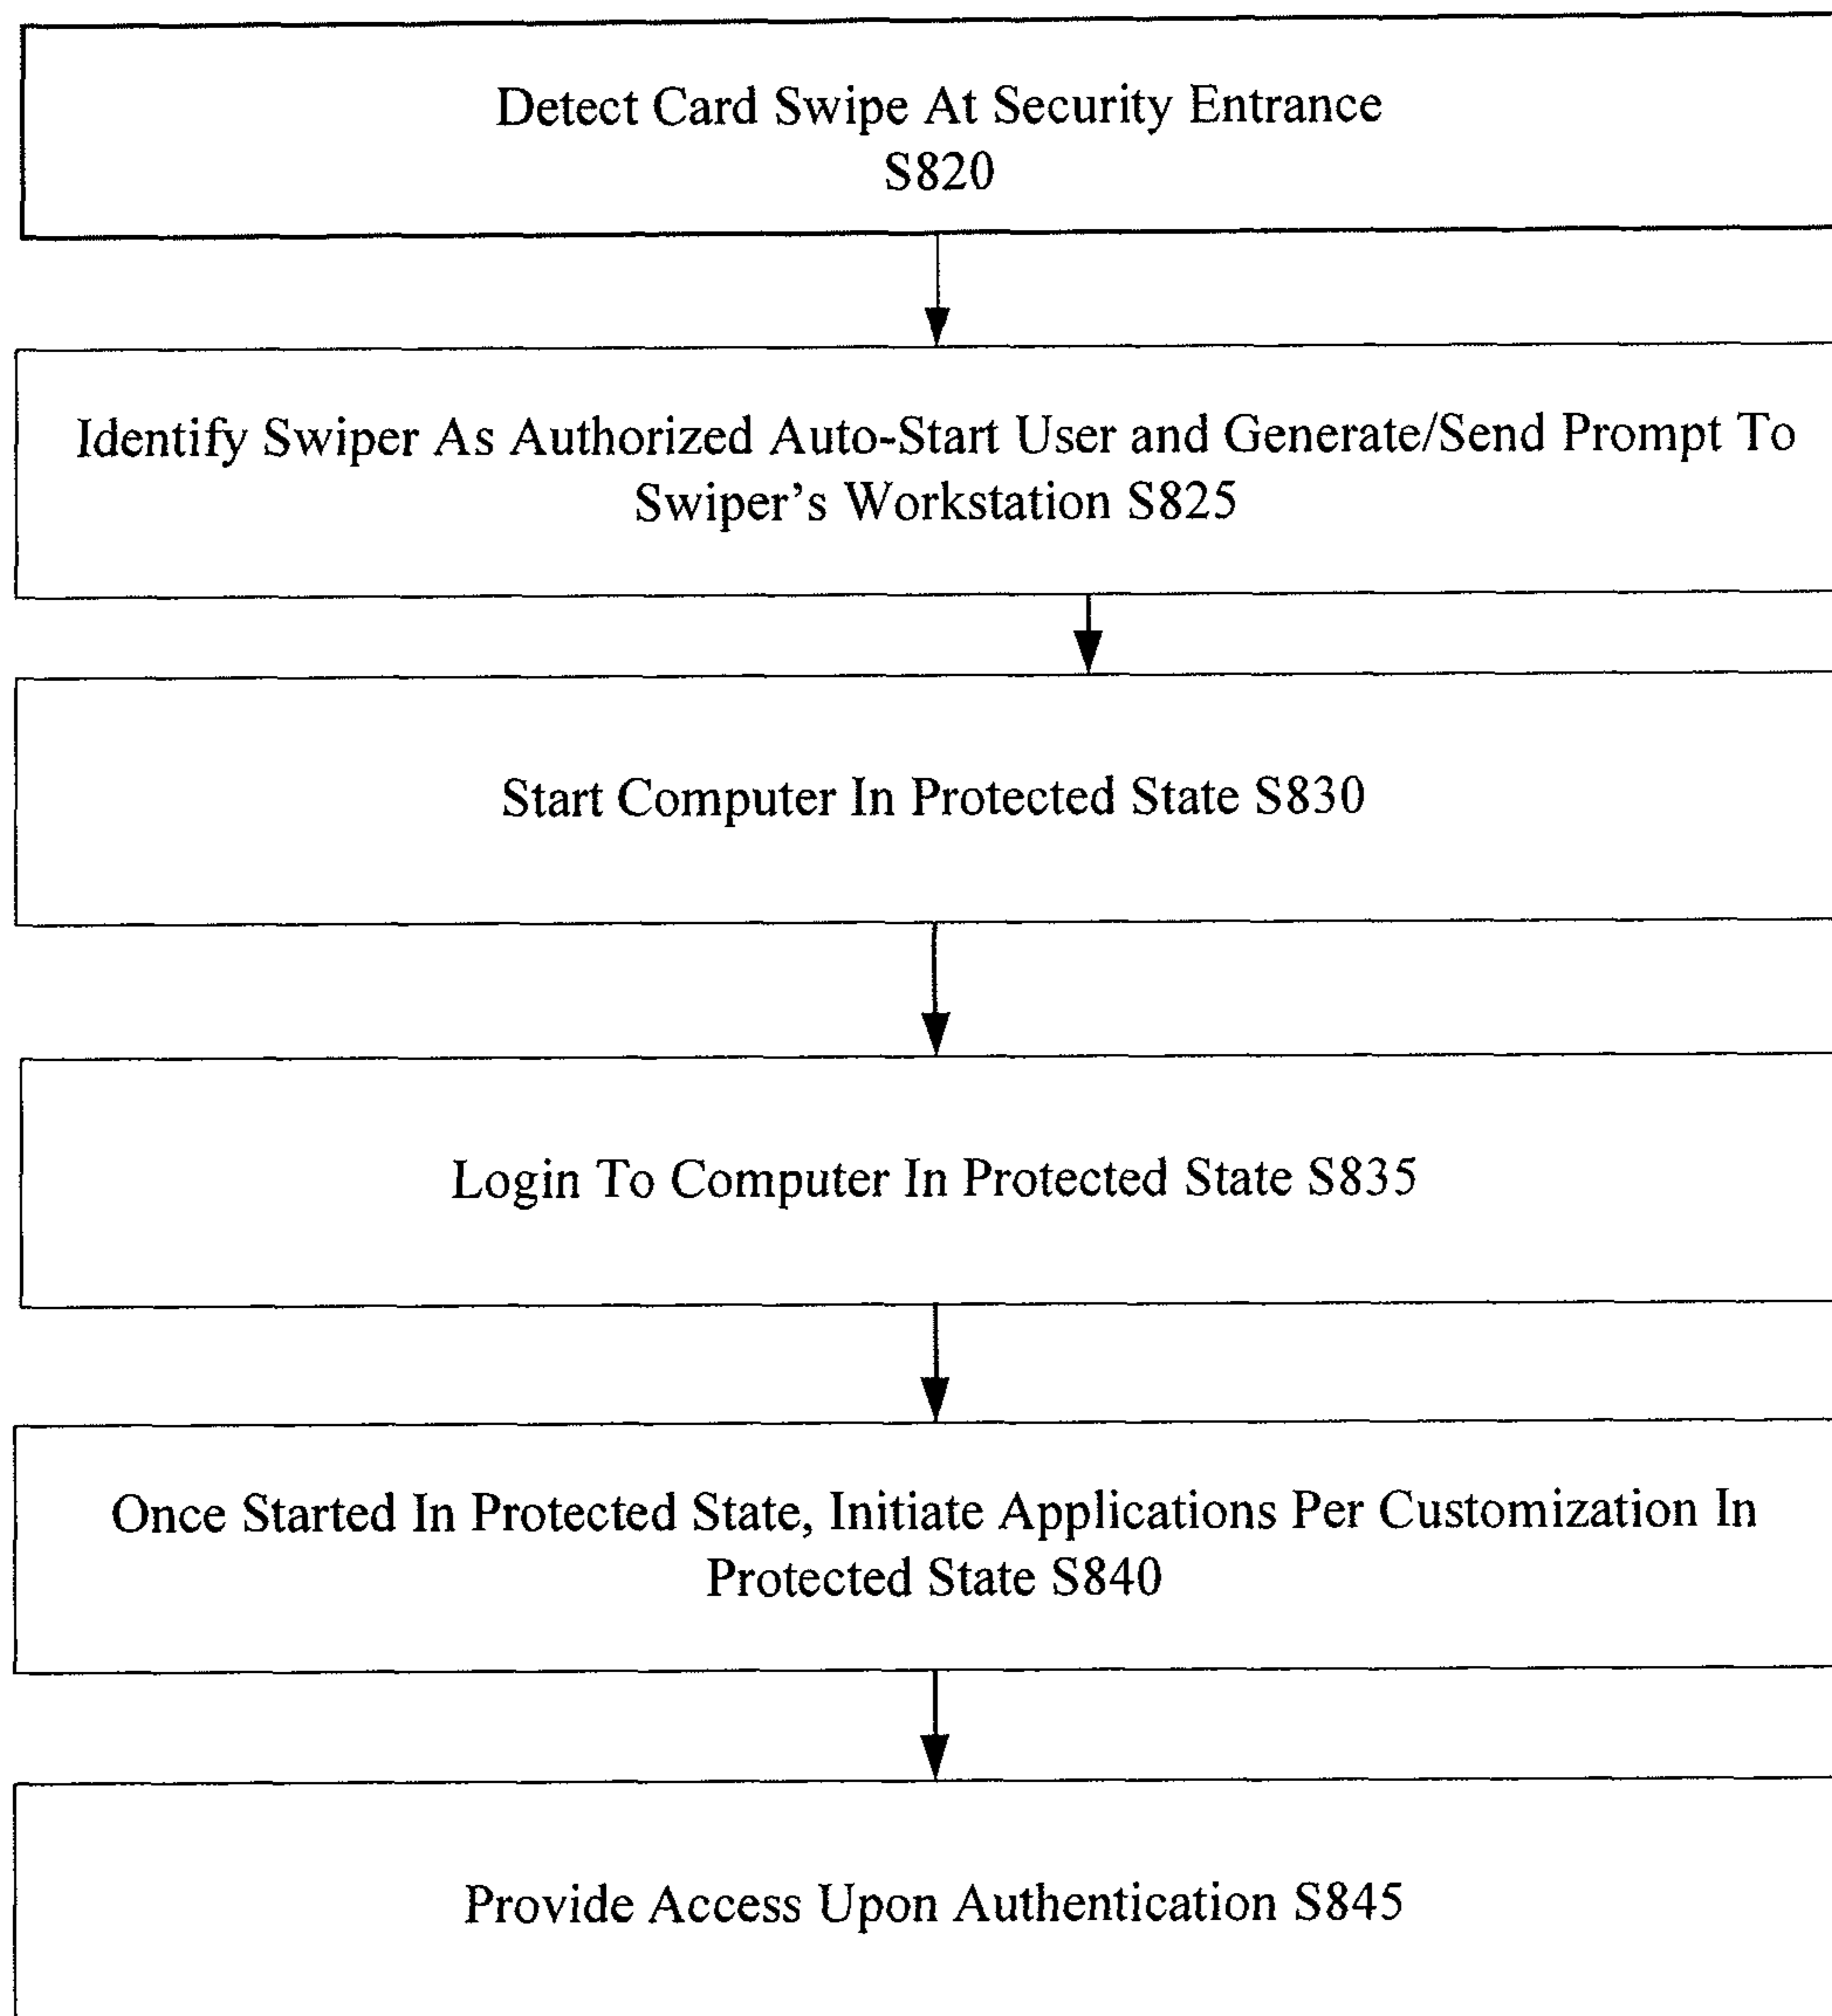 Detect Card Swipe At Security Entrance
S820
Identify Swiper As Authorized Auto-Start User and Generate/Send Prompt To
Swiper's Workstation S825
Start Computer In Protected State S830
Login To Computer In Protected State S835
Once Started In Protected State, Initiate Applications Per Customization In
Protected State S840
Provide Access Upon Authentication S845